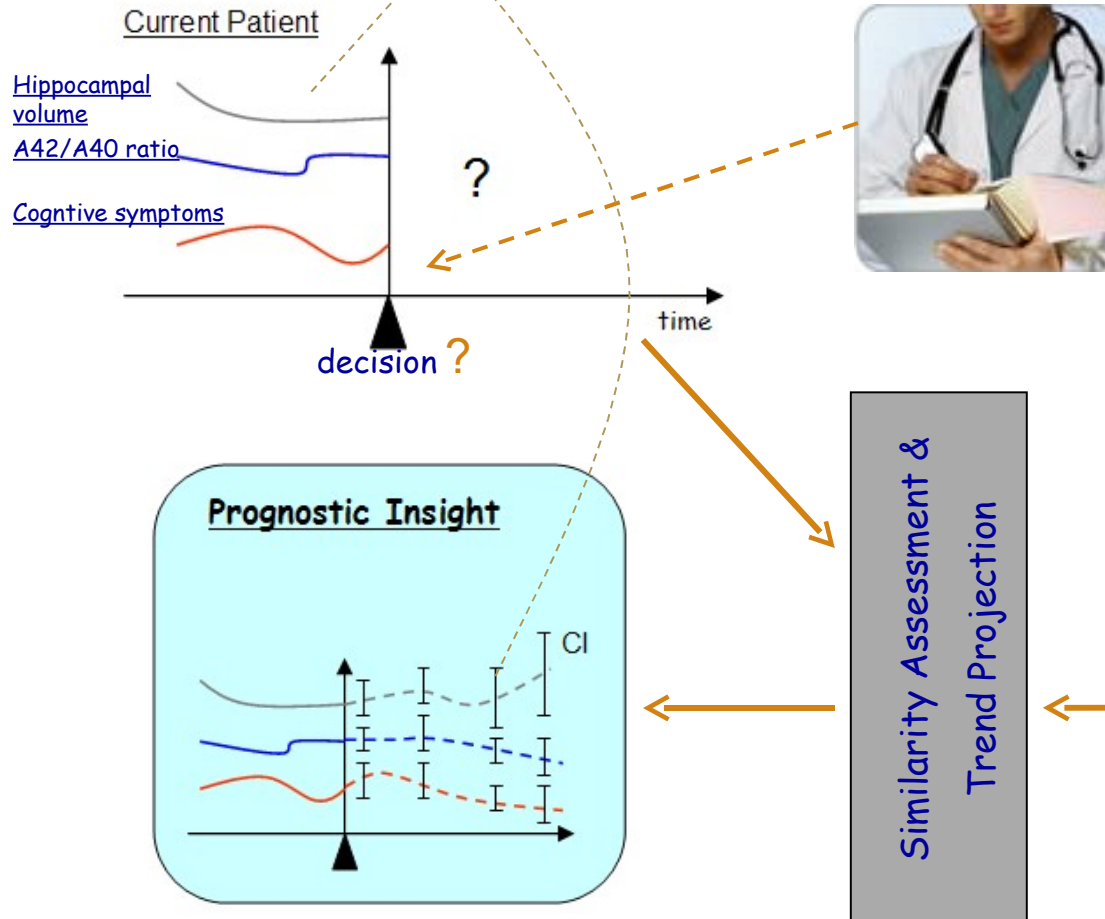 Current Patient
Hippocampal
volume
A42/A40 ratio
Cogntive symptoms
?
time
decision ?
Prognostic Insight
CI
Similarity Assessment &
Trend Projection